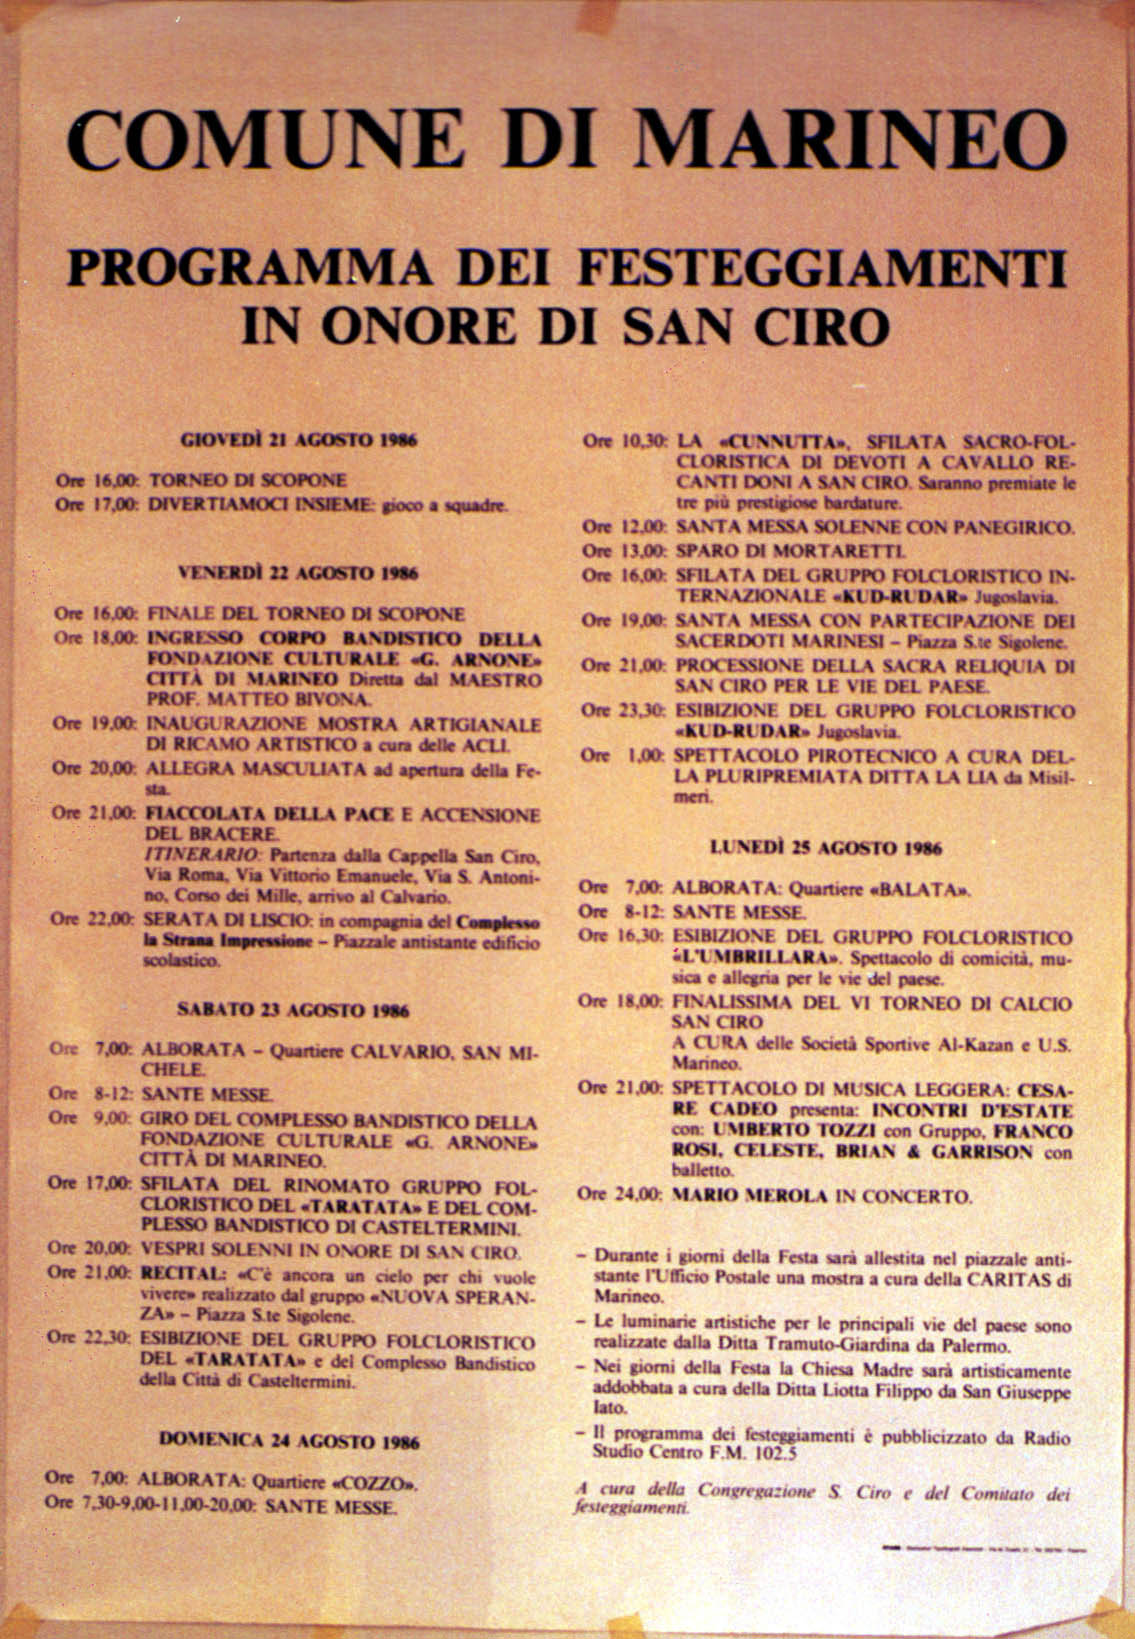 COMUNE DI MARINEO
PROGRAMMA DEI FESTEGGIAMENTI
IN ONORE DI SAN CIRO
GIOVEDÌ 21 AGOSTO 1986
Ore 16,00: TORNEO DI SCOPONE
Ore 17,00: DIVERTIAMOCI INSIEME: gioco a squadre.
VENERDÌ 22 AGOSTO 1986
Ore 16,00: FINALE DEL TORNEO DI SCOPONE
Ore 18,00: INGRESSO CORPO BANDISTICO DELLA
FONDAZIONE CULTURALE «G. ARNONE»
CITTÀ DI MARINEO Diretta dal MAESTRO
PROF. MATTEO BIVONA.
Ore 19,00: INAUGURAZIONE MOSTRA ARTIGIANALE
DI RICAMO ARTISTICO a cura delle ACLI.
Ore 20,00: ALLEGRA MASCULIATA ad apertura della Fe-
sta.
Ore 21,00: FIACCOLATA DELLA PACE E ACCENSIONE
DEL BRACERE.
ITINERARIO: Partenza dalla Cappella San Ciro,
Via Roma, Via Vittorio Emanuele, Via S. Antoni-
no, Corso dei Mille, arrivo al Calvario.
Ore 22,00: SERATA DI LISCIO: in compagnia del Complesso
la Strana Impressione – Piazzale antistante edificio
scolastico.
SABATO 23 AGOSTO 1986
Ore 7,00: ALBORATA – Quartiere CALVARIO, SAN MI-
CHELE.
Ore 8-12: SANTE MESSE.
Ore 9,00: GIRO DEL COMPLESSO BANDISTICO DELLA
FONDAZIONE CULTURALE «G. ARNONE»
CITTÀ DI MARINEO.
Ore 17,00: SFILATA DEL RINOMATO GRUPPO FOL-
CLORISTICO DEL «TARATATA» E DEL COM-
PLESSO BANDISTICO DI CASTELTERMINI.
Ore 20,00: VESPRI SOLENNI IN ONORE DI SAN CIRO.
Ore 21,00: RECITAL: «C'è ancora un cielo per chi vuole
vivere» realizzato dal gruppo «NUOVA SPERAN-
ZA» – Piazza S.te Sigolene.
Ore 22,30: ESIBIZIONE DEL GRUPPO FOLCLORISTICO
DEL «TARATATA» e del Complesso Bandistico
della Città di Casteltermini.
DOMENICA 24 AGOSTO 1986
Ore 7,00: ALBORATA: Quartiere «COZZO».
Ore 7,30-9,00-11,00-20,00: SANTE MESSE.
Ore 10,30: LA «CUNNUTTA», SFILATA SACRO-FOL-
CLORISTICA DI DEVOTI A CAVALLO RE-
CANTI DONI A SAN CIRO. Saranno premiate le
tre più prestigiose bardature.
Ore 12,00: SANTA MESSA SOLENNE CON PANEGIRICO.
Ore 13,00: SPARO DI MORTARETTI.
Ore 16,00: SFILATA DEL GRUPPO FOLCLORISTICO IN-
TERNAZIONALE «KUD-RUDAR» Jugoslavia.
Ore 19,00: SANTA MESSA CON PARTECIPAZIONE DEI
SACERDOTI MARINESI – Piazza S.te Sigolene.
Ore 21,00: PROCESSIONE DELLA SACRA RELIQUIA DI
SAN CIRO PER LE VIE DEL PAESE.
Ore 23,30: ESIBIZIONE DEL GRUPPO FOLCLORISTICO
«KUD-RUDAR» Jugoslavia.
Ore 1,00: SPETTACOLO PIROTECNICO A CURA DEL-
LA PLURIPREMIATA DITTA LA LIA da Misil-
meri.
LUNEDÌ 25 AGOSTO 1986
Ore 7,00: ALBORATA: Quartiere «BALATA».
Ore 8-12: SANTE MESSE.
Ore 16,30: ESIBIZIONE DEL GRUPPO FOLCLORISTICO
«L'UMBRILLARA». Spettacolo di comicità, mu-
sica e allegria per le vie del paese.
Ore 18,00: FINALISSIMA DEL VI TORNEO DI CALCIO
SAN CIRO
A CURA delle Società Sportive Al-Kazan e U.S.
Marineo.
Ore 21,00: SPETTACOLO DI MUSICA LEGGERA: CESA-
RE CADEO presenta: INCONTRI D'ESTATE
con: UMBERTO TOZZI con Gruppo, FRANCO
ROSI, CELESTE, BRIAN & GARRISON con
balletto.
Ore 24,00: MARIO MEROLA IN CONCERTO.
– Durante i giorni della Festa sarà allestita nel piazzale anti-
stante l'Ufficio Postale una mostra a cura della CARITAS di
Marineo.
– Le luminarie artistiche per le principali vie del paese sono
realizzate dalla Ditta Tramuto-Giardina da Palermo.
– Nei giorni della Festa la Chiesa Madre sarà artisticamente
addobbata a cura della Ditta Liotta Filippo da San Giuseppe
Iato.
– Il programma dei festeggiamenti è pubblicizzato da Radio
Studio Centro F.M. 102.5
A cura della Congregazione S. Ciro e del Comitato dei
festeggiamenti.